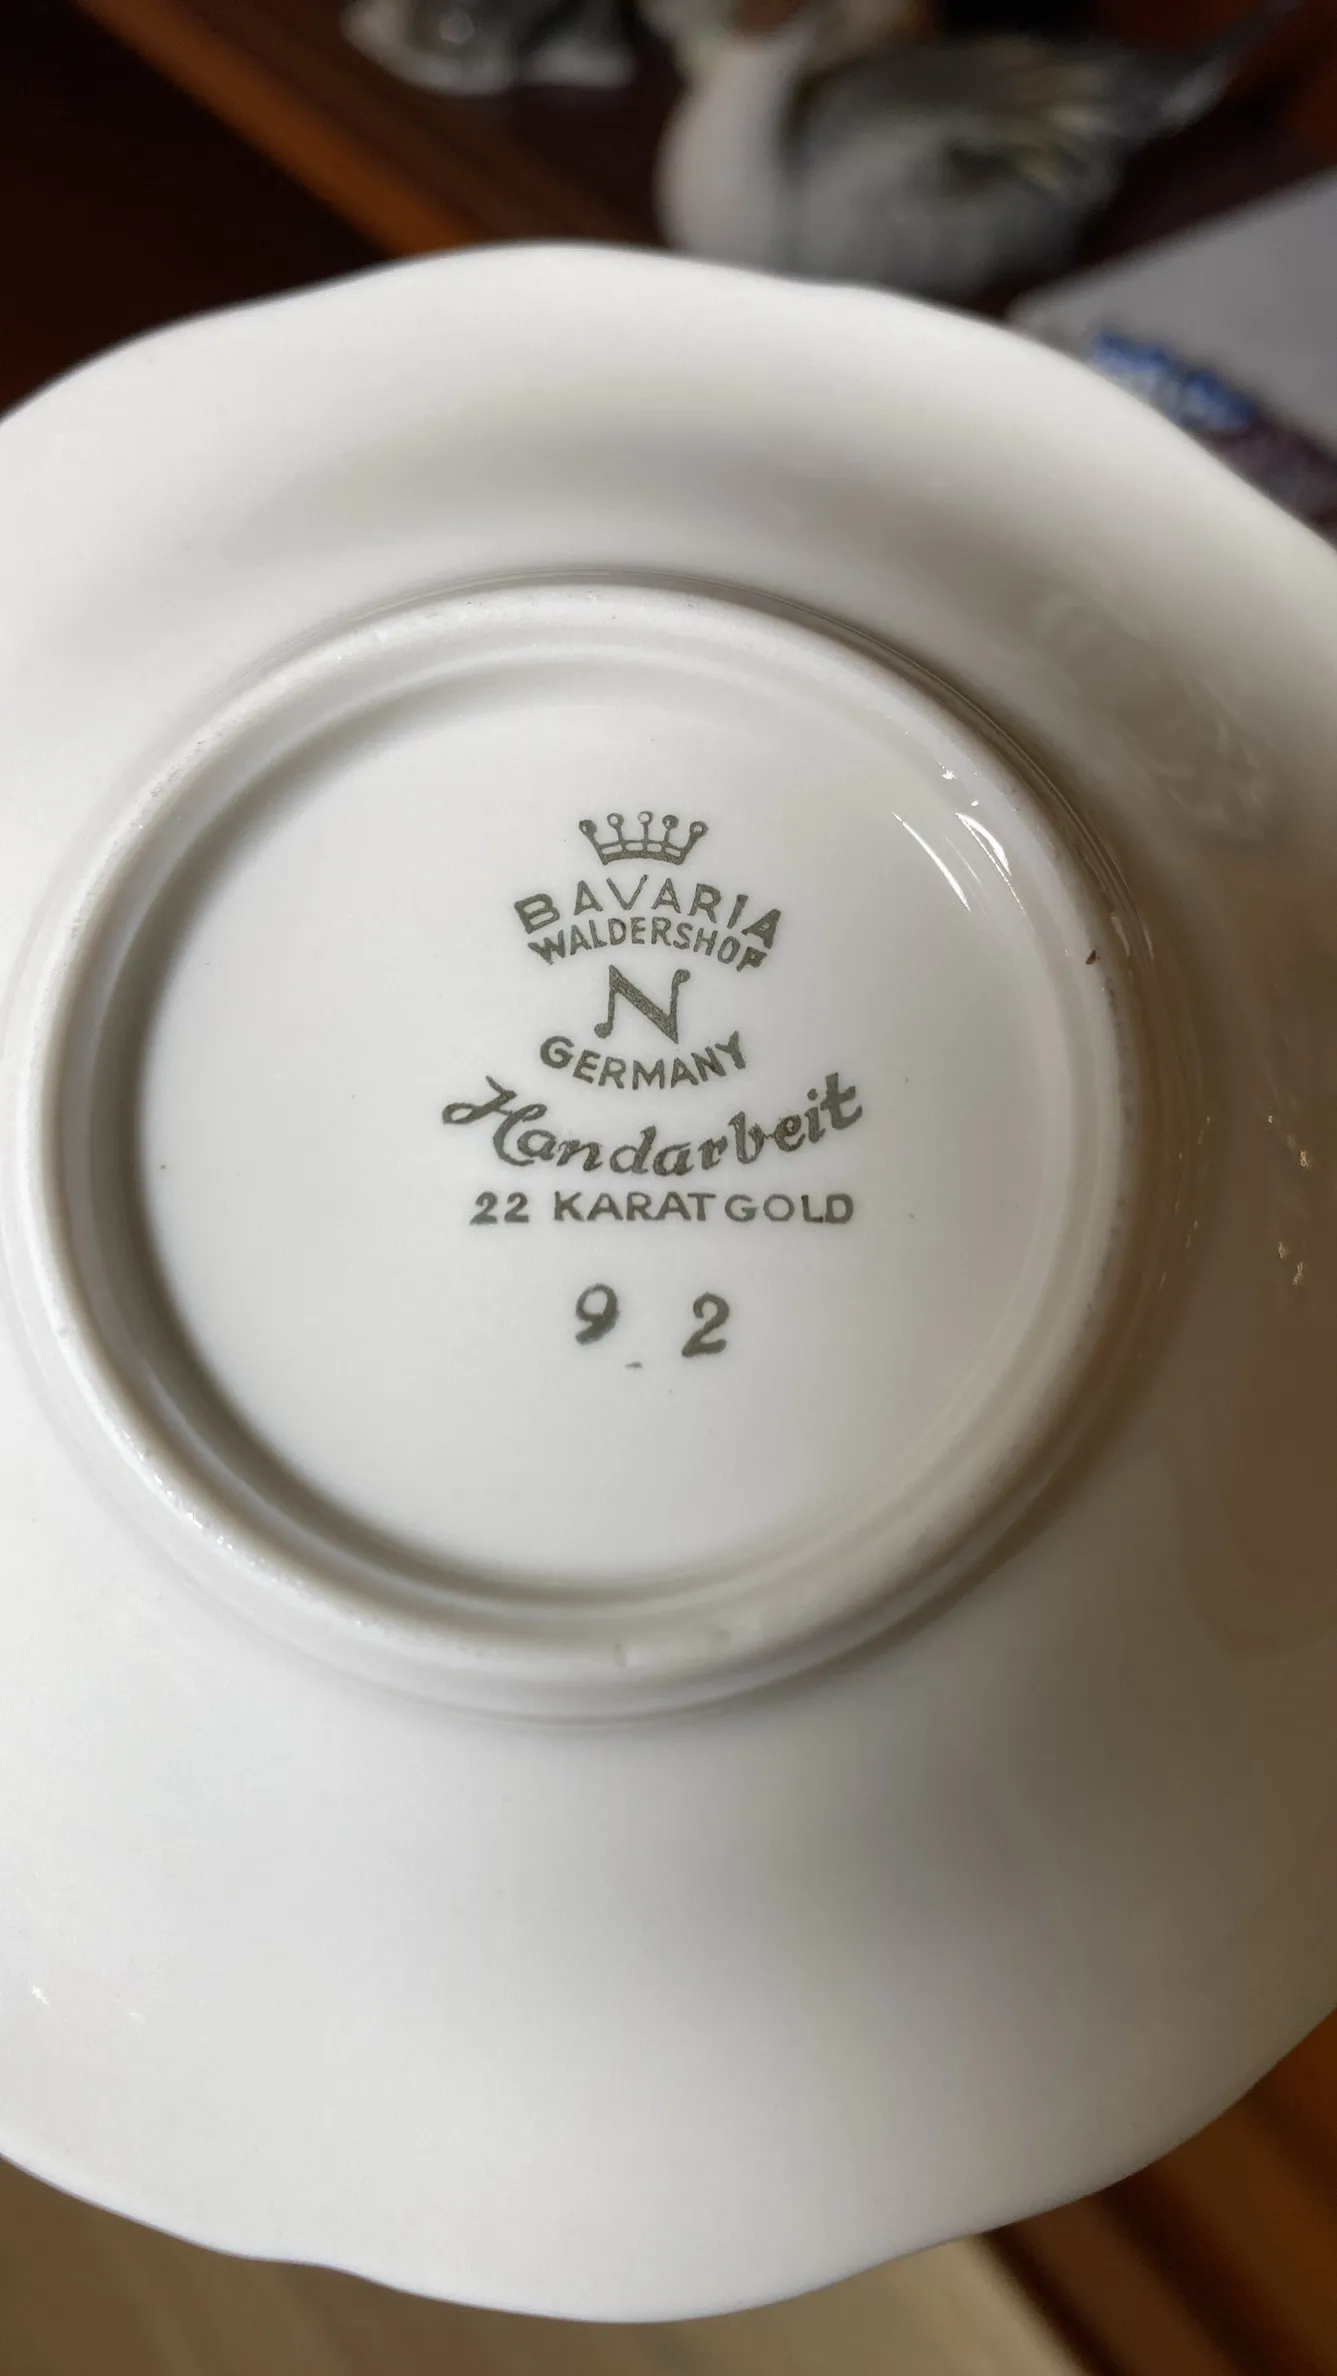 BAVARIA
WALDERSHOF
N
GERMANY
Handarbeit
22 KARAT GOLD
9 2